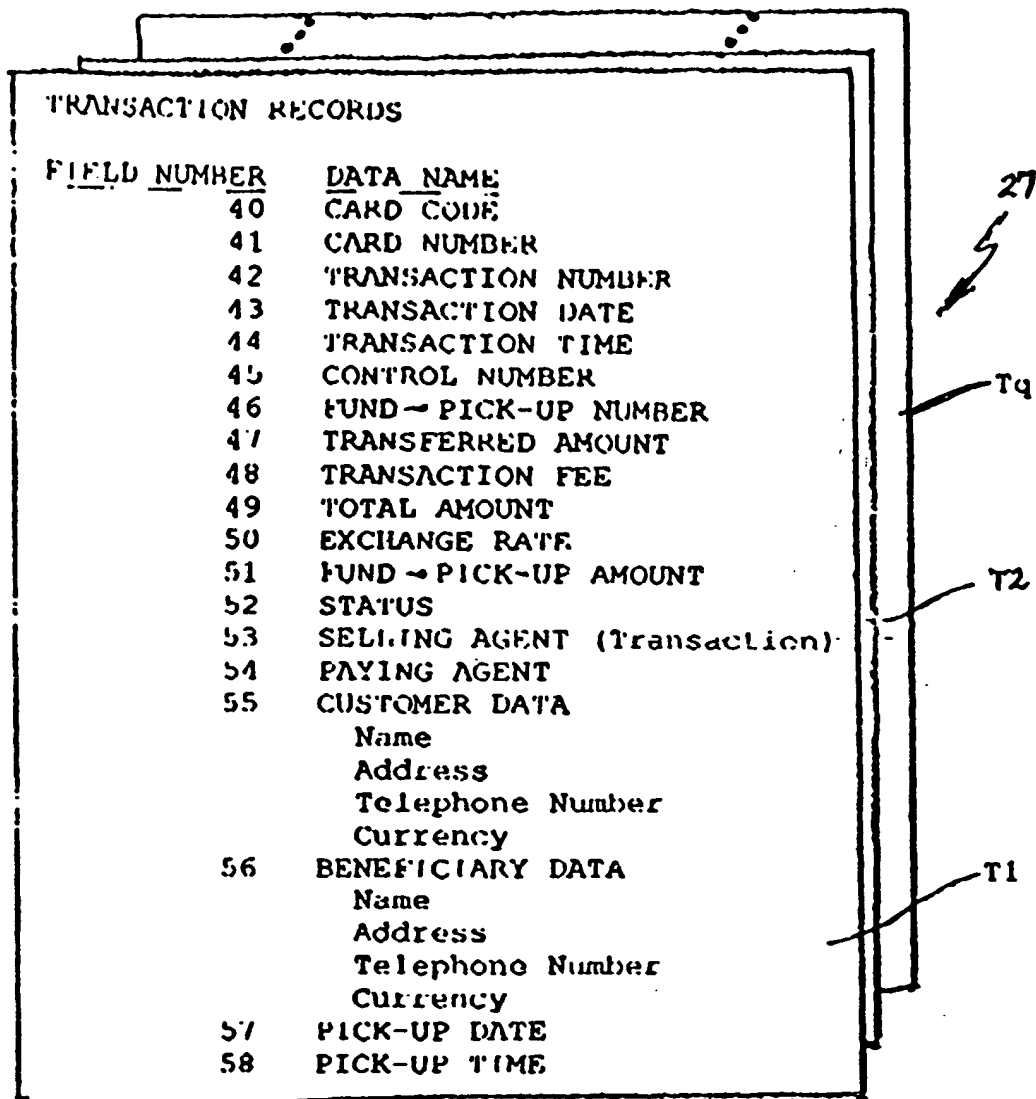 TRANSACTION RECORDS
FIELD NUMBER DATA NAME
40 CARD CODE
41 CARD NUMBER
42 TRANSACTION NUMBER
43 TRANSACTION DATE
44 TRANSACTION TIME
45 CONTROL NUMBER
46 FUND-PICK-UP NUMBER
47 TRANSFERRED AMOUNT
48 TRANSACTION FEE
49 TOTAL AMOUNT
50 EXCHANGE RATE
51 FUND-PICK-UP AMOUNT
52 STATUS
53 SELLING AGENT (Transaction)
54 PAYING AGENT
55 CUSTOMER DATA
Name
Address
Telephone Number
Currency
56 BENEFICIARY DATA
Name
Address
Telephone Number
Currency
57 PICK-UP DATE
58 PICK-UP TIME
27
Tq
T2
T1